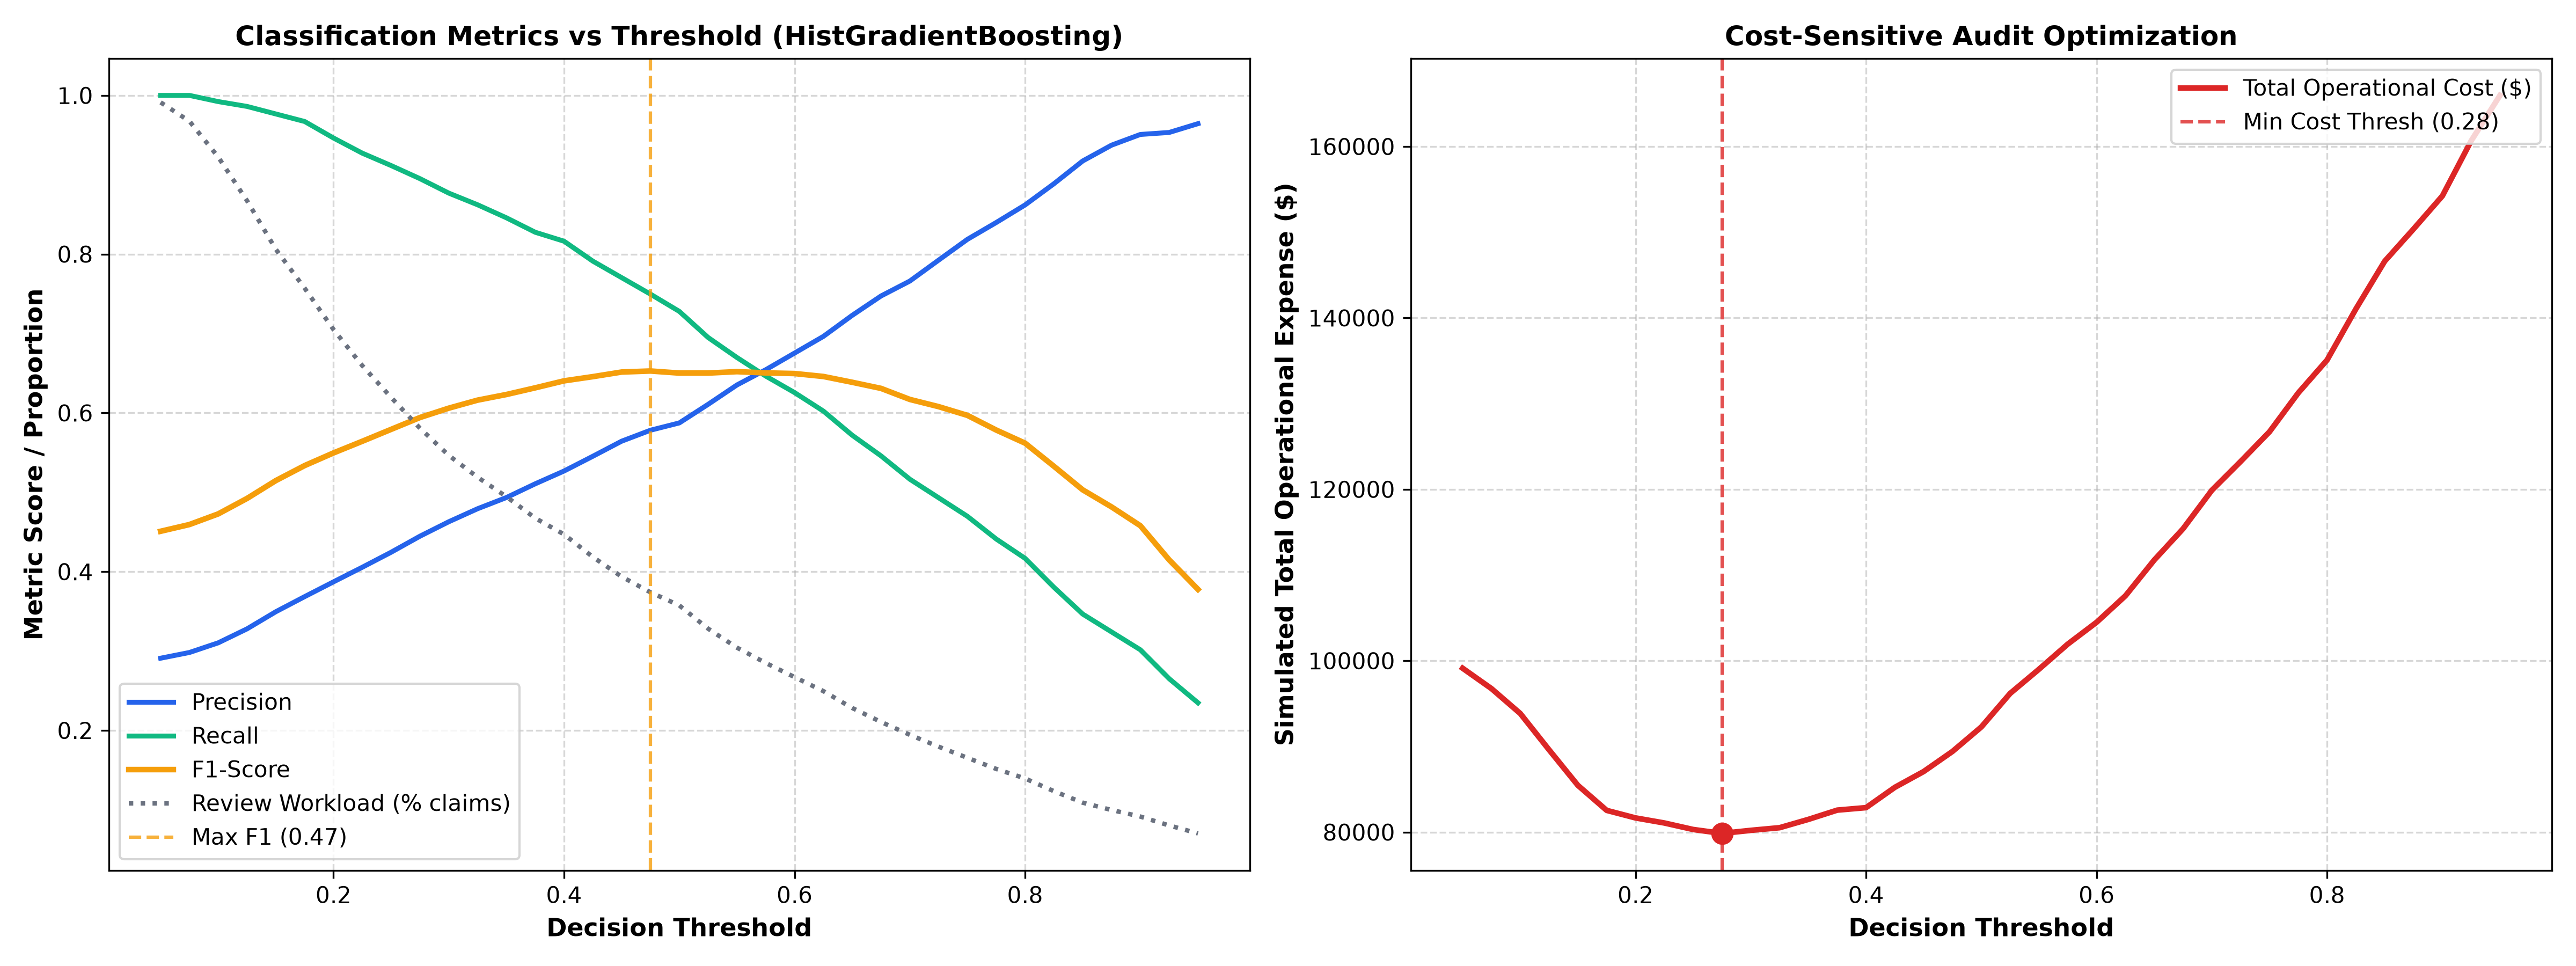 Classification Metrics vs Threshold (HistGradientBoosting)
Metric Score / Proportion
1.0
0.8
0.6
0.4
0.2
Precision
Recall
F1-Score
Review Workload (% claims)
Max F1 (0.47)
0.2 0.4 0.6 0.8
Decision Threshold
Cost-Sensitive Audit Optimization
Simulated Total Operational Expense ($)
160000
140000
120000
100000
80000
Total Operational Cost ($)
Min Cost Thresh (0.28)
0.2 0.4 0.6 0.8
Decision Threshold